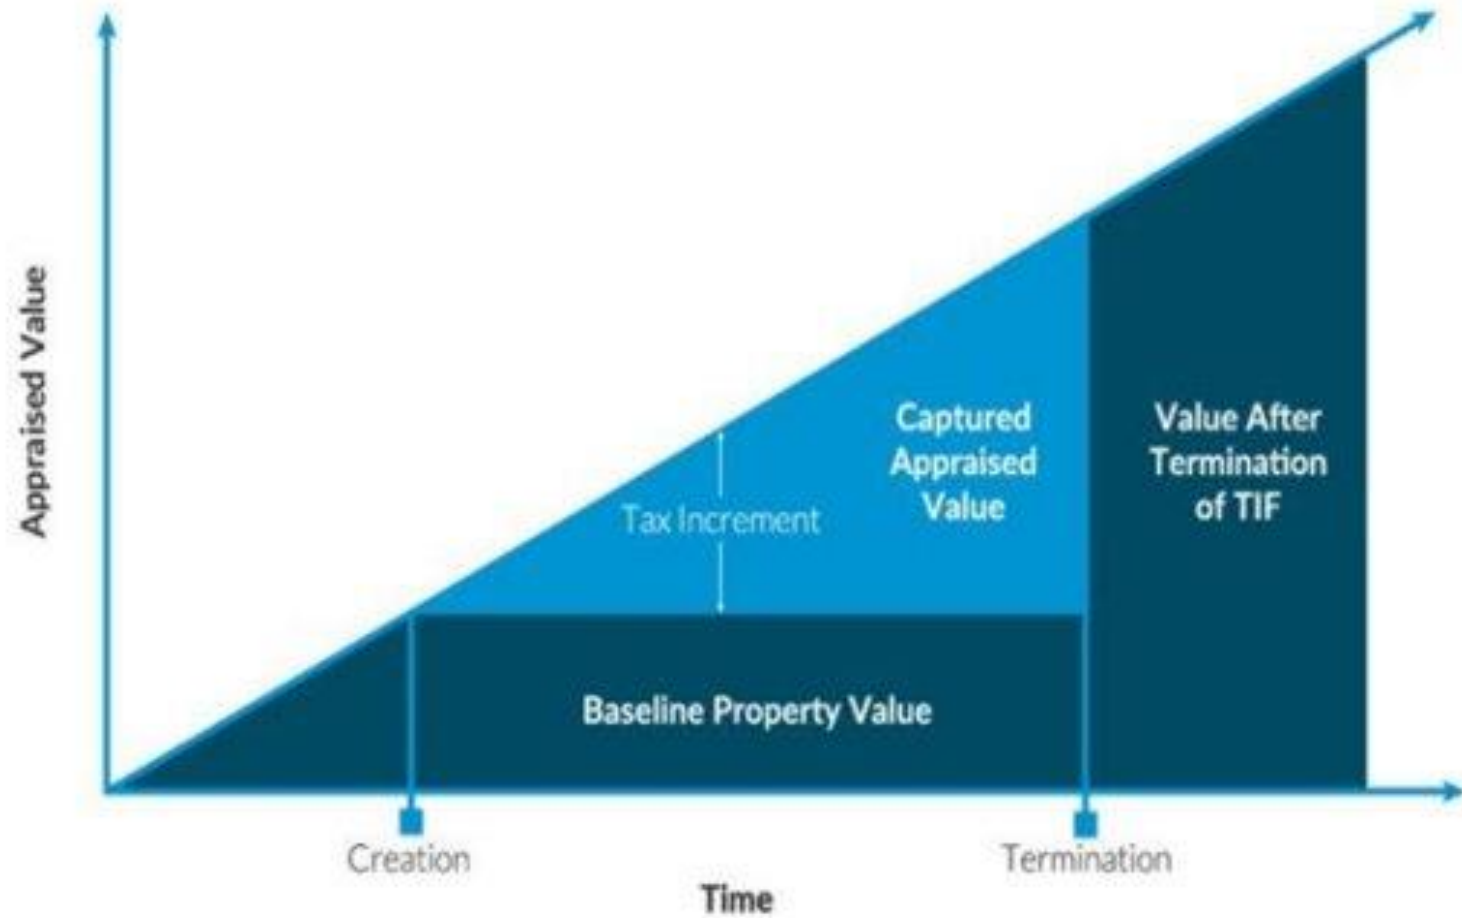 Appraised Value
Captured
Appraised
Value
Value After
Termination
of TIF
Tax Increment
Baseline Property Value
Creation
Termination
Time